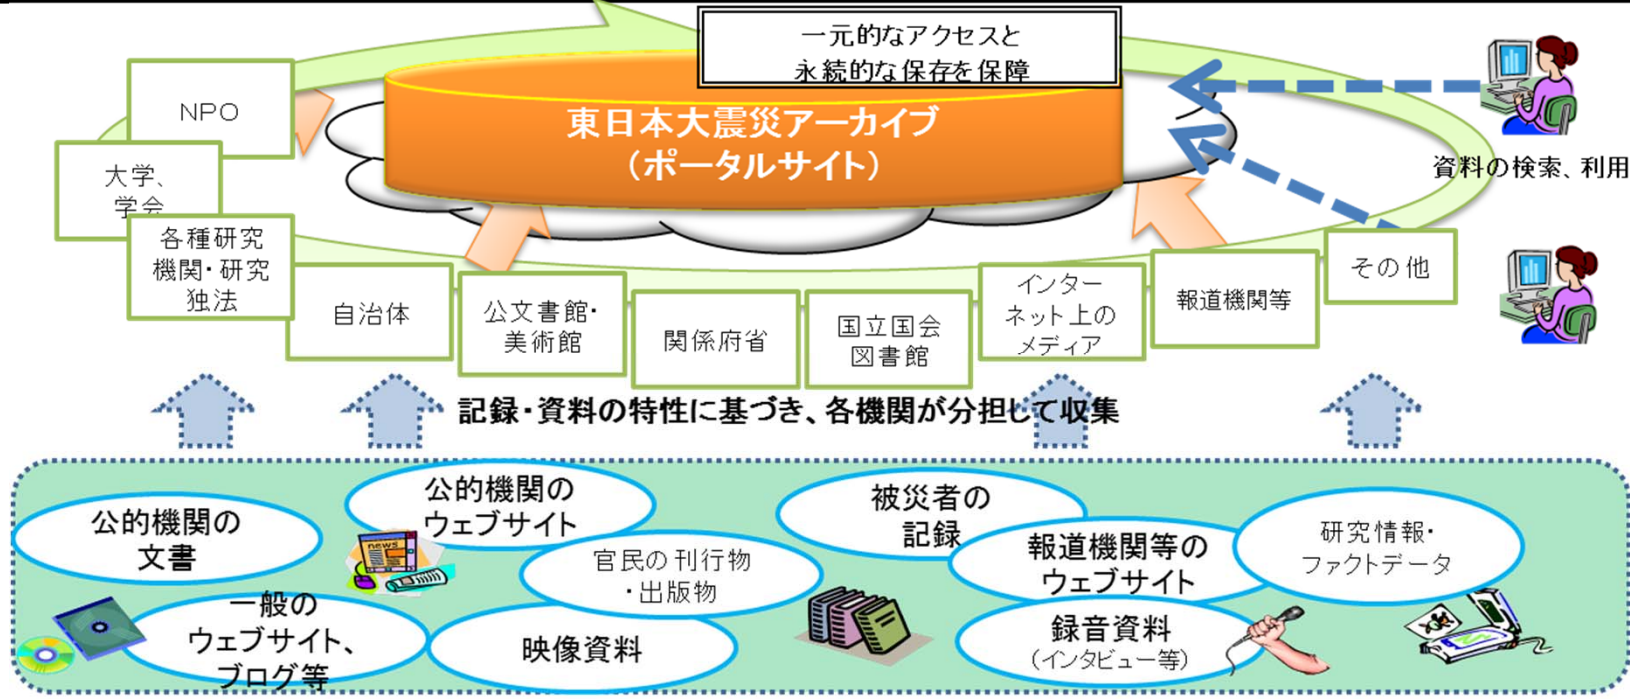 一元的なアクセスと
永続的な保存を保障
東日本大震災アーカイブ
（ポータルサイト）
資料の検索、利用
NPO
大学、
学会
各種研究
機関・研究
独法
自治体
公文書館・
美術館
関係府省
国立国会
図書館
インター
ネット上の
メディア
報道機関等
その他
記録・資料の特性に基づき、各機関が分担して収集
公的機関の
文書
公的機関の
ウェブサイト
news
官民の刊行物
・出版物
被災者の
記録
報道機関等の
ウェブサイト
研究情報・
ファクトデータ
一般の
ウェブサイト、
ブログ等
映像資料
録音資料
（インタビュー等）